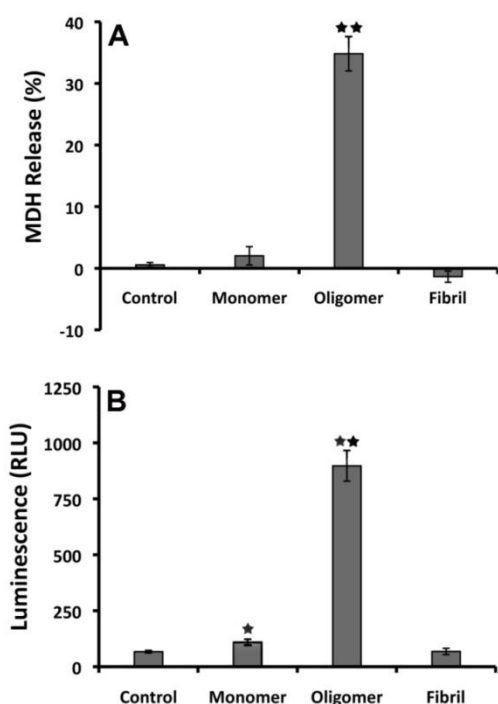 A
MDH Release (%)
40
30
20
10
0
-10
Control Monomer Oligomer Fibril
B
Luminescence (RLU)
1250
1000
750
500
250
0
Control Monomer Oligomer Fibril